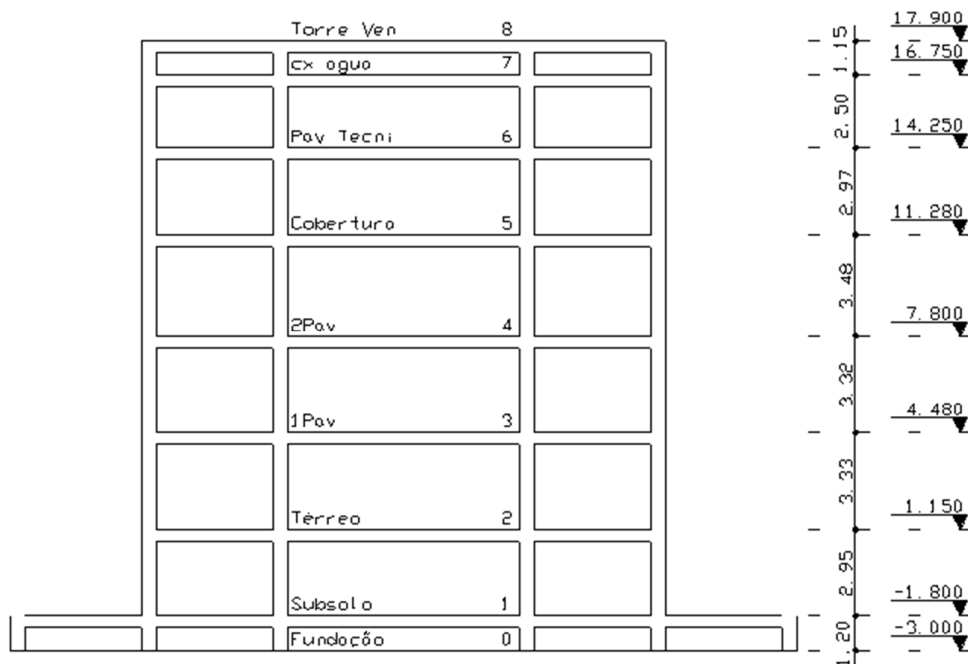 Torre Ven 8
cx agua 7
Pav Tecni 6
Cobertura 5
2Pav 4
1Pav 3
Térreo 2
Subsolo 1
Fundação 0
1.15
2.50
2.97
3.48
3.32
3.33
2.95
1.20
17.900
16.750
14.250
11.280
7.800
4.480
1.150
-1.800
-3.000